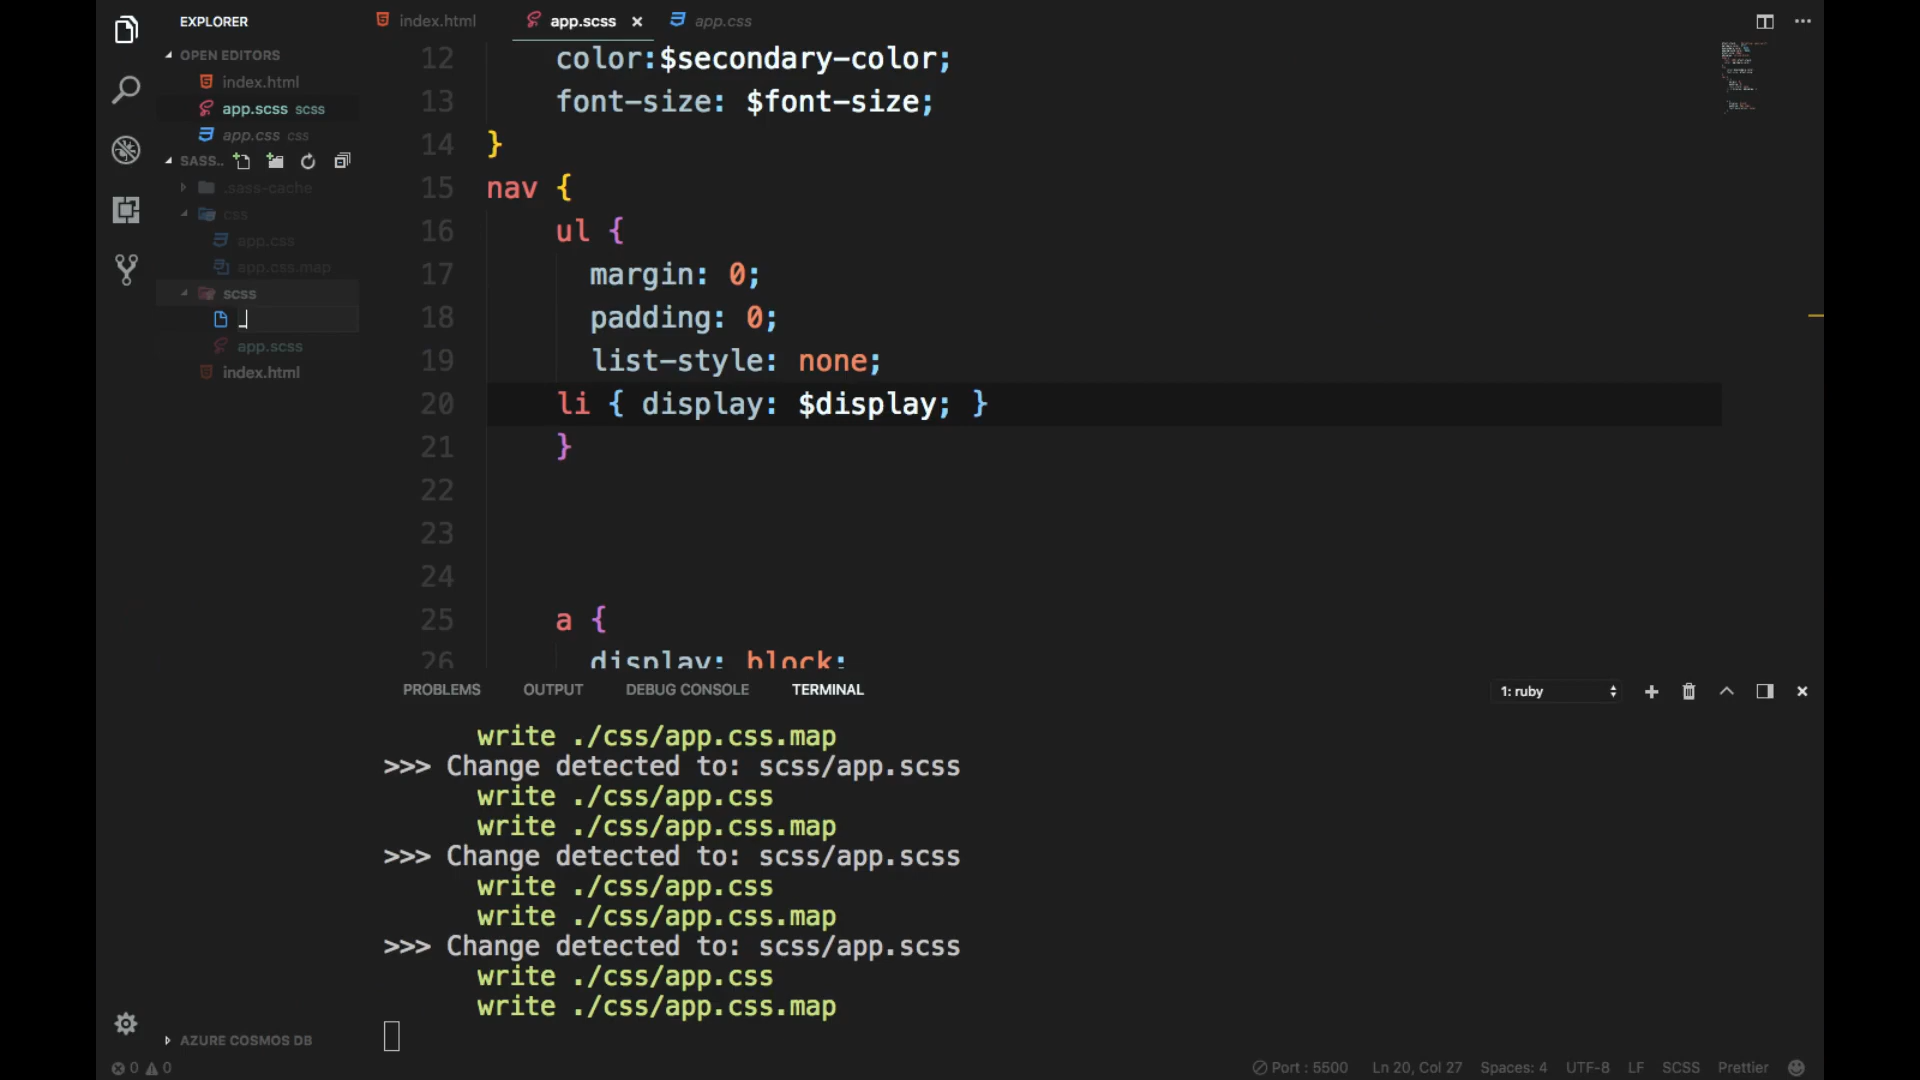 EXPLORER
OPEN EDITORS
index.html
app.scss scss
app.css css
SASS..
.sass-cache
css
app.css
app.css.map
scss
_
app.scss
index.html
AZURE COSMOS DB
index.html app.scss app.css
12 color:$secondary-color;
13 font-size: $font-size;
14 }
15 nav {
16 ul {
17 margin: 0;
18 padding: 0;
19 list-style: none;
20 li { display: $display; }
21 }
22
23
24
25 a {
26 display: block;
PROBLEMS OUTPUT DEBUG CONSOLE TERMINAL 1: ruby
write ./css/app.css.map
>>> Change detected to: scss/app.scss
write ./css/app.css
write ./css/app.css.map
>>> Change detected to: scss/app.scss
write ./css/app.css
write ./css/app.css.map
>>> Change detected to: scss/app.scss
write ./css/app.css
write ./css/app.css.map
0 0 Port : 5500 Ln 20, Col 27 Spaces: 4 UTF-8 LF SCSS Prettier